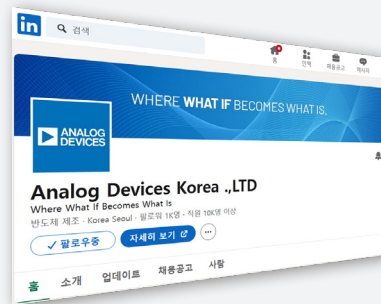 in
검색
홈
인맥
채용공고
메시지
WHERE WHAT IF BECOMES WHAT IS.
ANALOG
DEVICES
Analog Devices Korea .,LTD
Where What If Becomes What Is
반도체 제조 · Korea Seoul · 팔로워 1K명 · 직원 10K명 이상
✓ 팔로우중
자세히 보기
홈 소개 업데이트 채용공고 사람